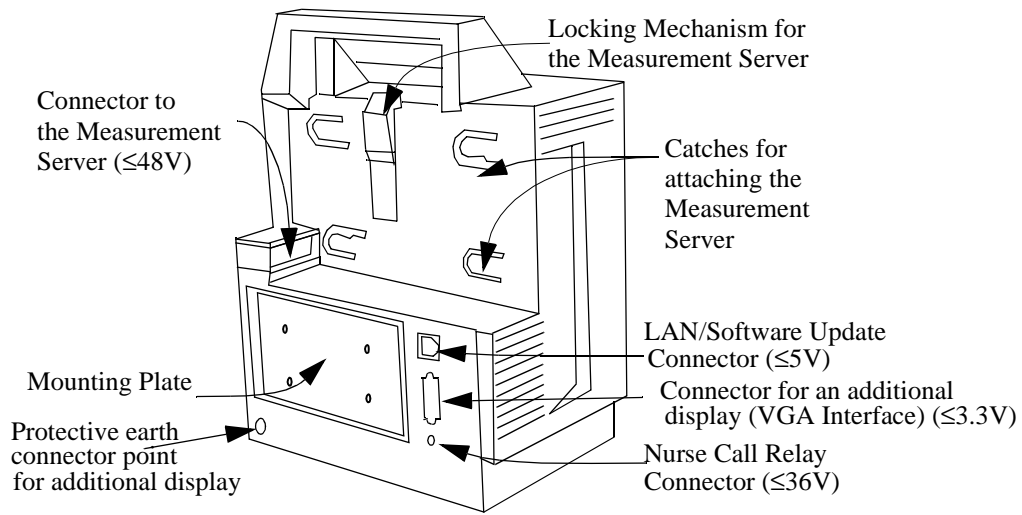 Locking Mechanism for
the Measurement Server
Connector to
the Measurement
Server (≤48V)
Catches for
attaching the
Measurement
Server
LAN/Software Update
Connector (≤5V)
Mounting Plate
Connector for an additional
display (VGA Interface) (≤3.3V)
Protective earth
connector point
for additional display
Nurse Call Relay
Connector (≤36V)